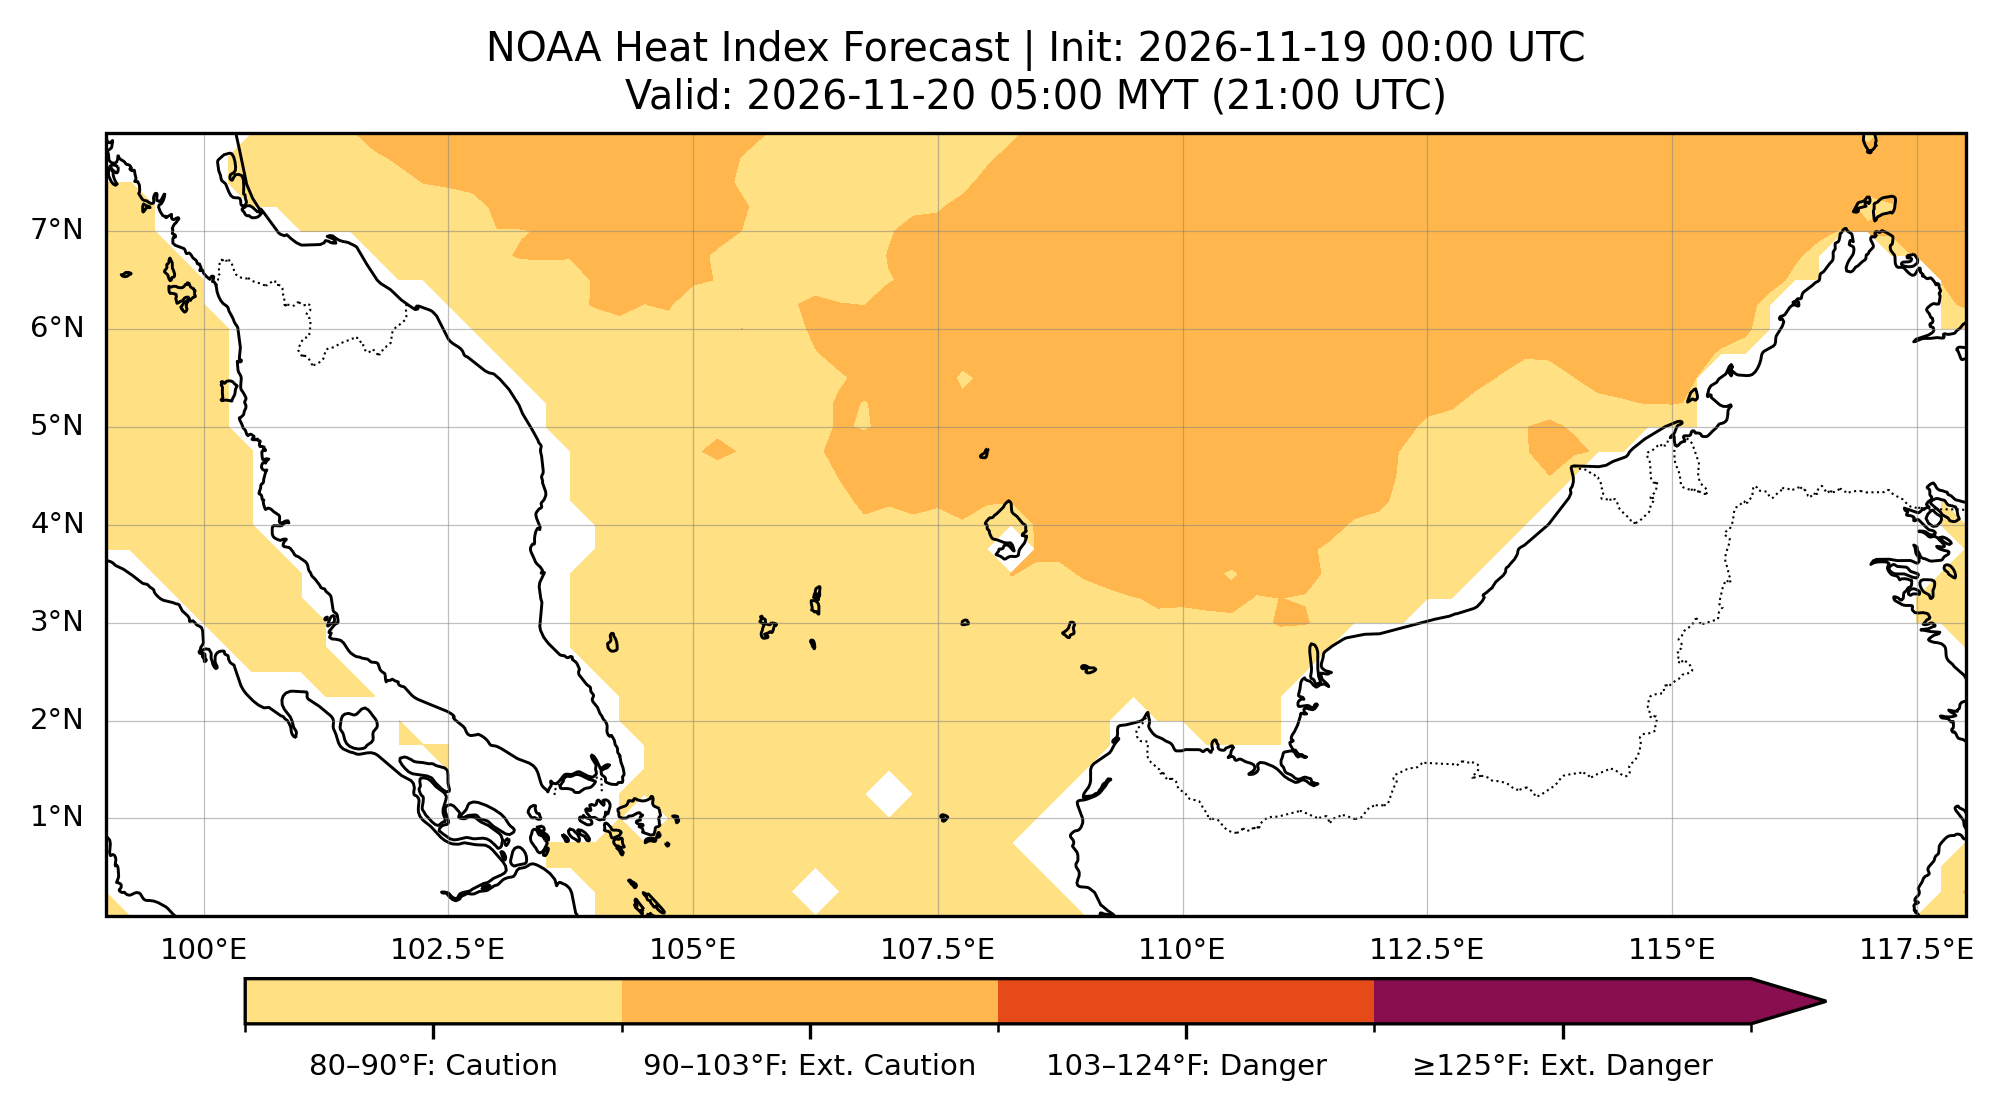 NOAA Heat Index Forecast | Init: 2026-11-19 00:00 UTC
Valid: 2026-11-20 05:00 MYT (21:00 UTC)
7°N
6°N
5°N
4°N
3°N
2°N
1°N
100°E 102.5°E 105°E 107.5°E 110°E 112.5°E 115°E 117.5°E
80–90°F: Caution 90–103°F: Ext. Caution 103–124°F: Danger ≥125°F: Ext. Danger